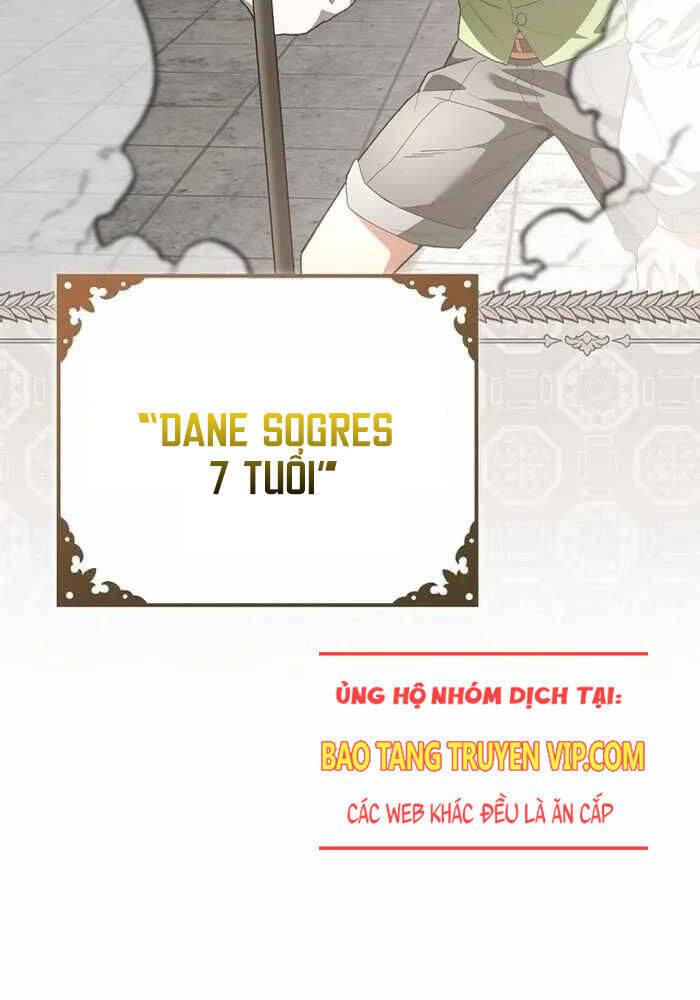 "DANE SOGRES
7 TUỔI"
ỦNG HỘ NHÓM DỊCH TẠI:
BAO TANG TRUYEN VIP.COM
CÁC WEB KHÁC ĐỀU LÀ ĂN CẮP